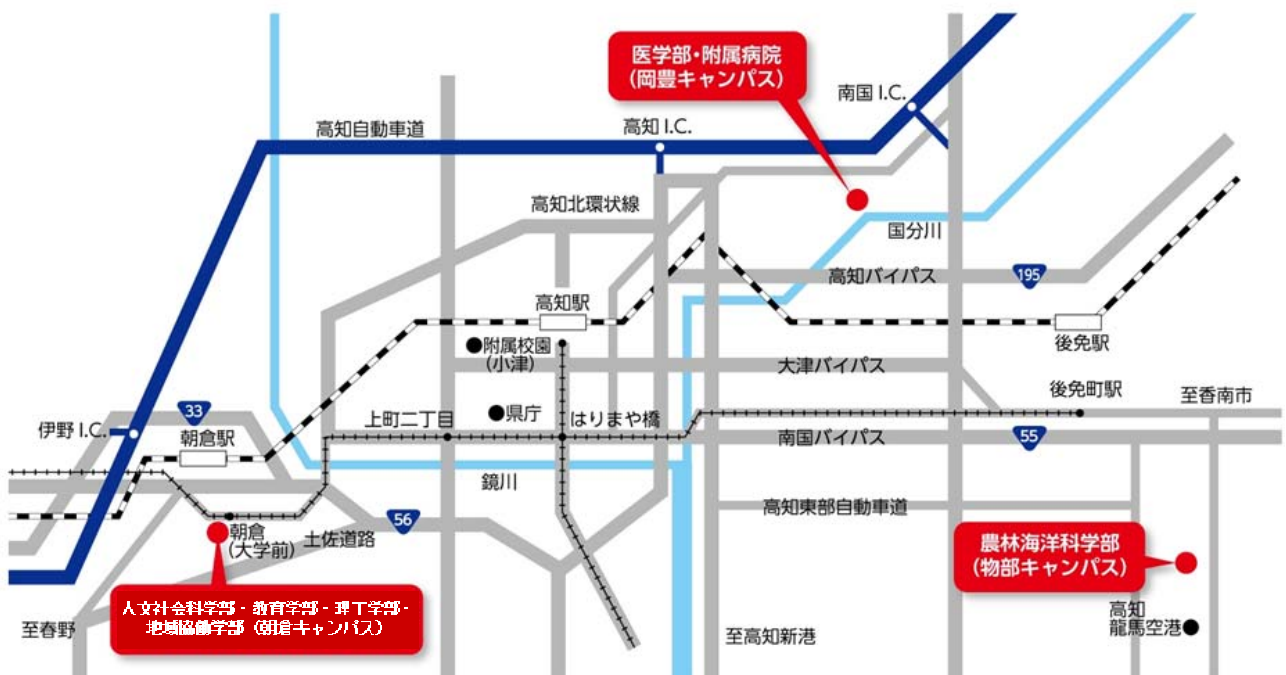 医学部・附属病院
（岡豊キャンパス）
南国 I.C.
高知自動車道
高知 I.C.
高知北環状線
国分川
高知バイパス
195
高知駅
後免駅
附属校園
（小津）
大津バイパス
後免町駅
至香南市
33
県庁
上町二丁目
はりまや橋
伊野 I.C.
朝倉駅
南国バイパス
55
鏡川
高知東部自動車道
56
朝倉
（大学前）
土佐道路
農林海洋科学部
（物部キャンパス）
人文社会科学部・教育学部・理工学部・
地域協働学部（朝倉キャンパス）
高知
龍馬空港
至春野
至高知新港